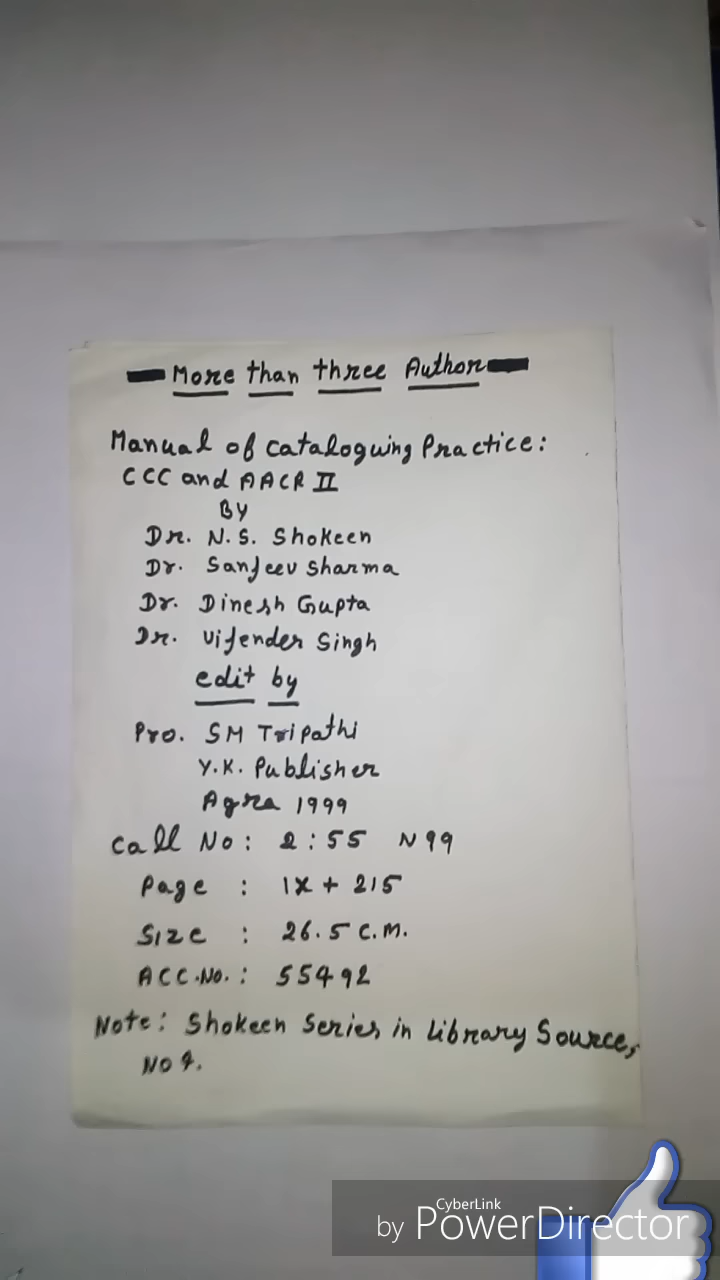 More than three Author
Manual of cataloguing Practice:
CCC and AACR II
By
Dr. N.S. Shokeen
Dr. Sanjeev Sharma
Dr. Dinesh Gupta
Dr. Vijender Singh
edit by
Pro. SM Tripathi
Y.K. Publisher
Agra 1999
Call No: 2:55 N99
Page : IX + 215
Size : 26.5 C.M.
ACC.No. : 55492
Note: Shokeen Series in Library Source,
No 4.
CyberLink
by PowerDirector